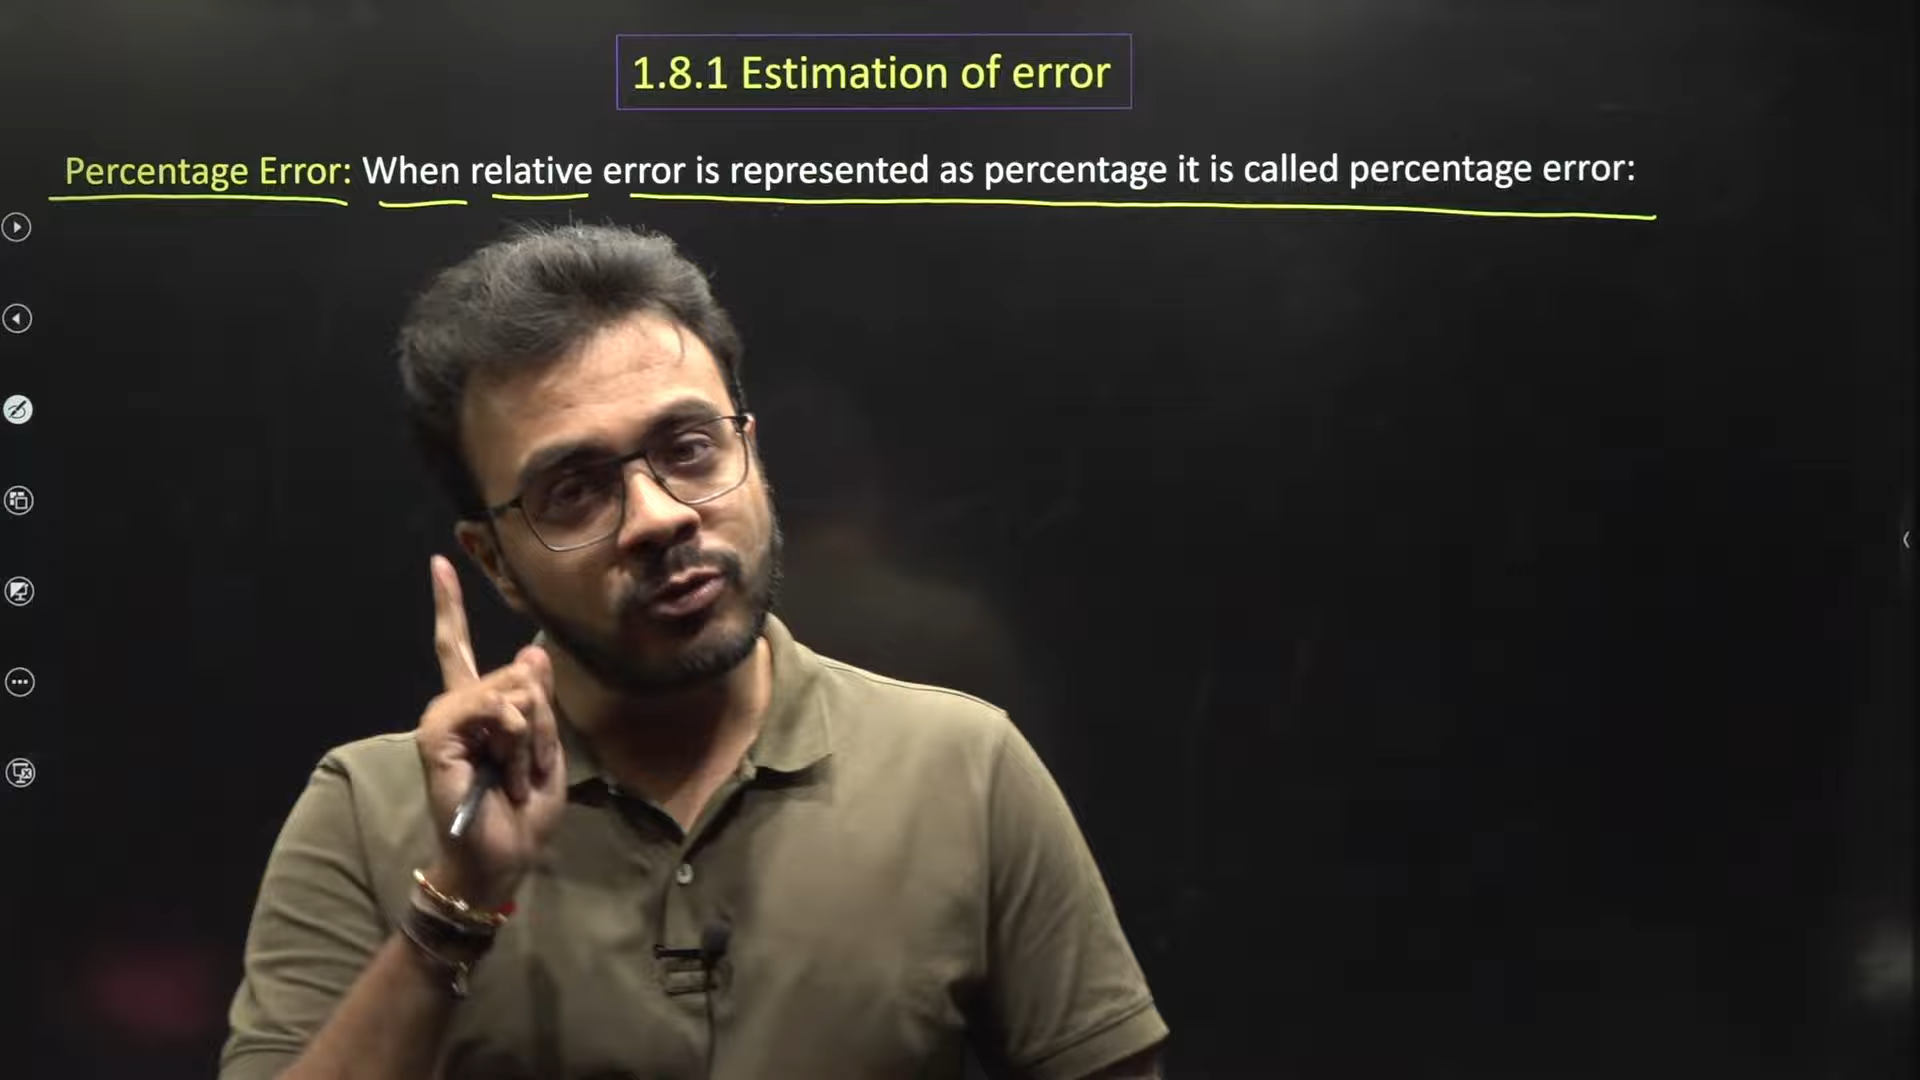 1.8.1 Estimation of error
Percentage Error: When relative error is represented as percentage it is called percentage error: